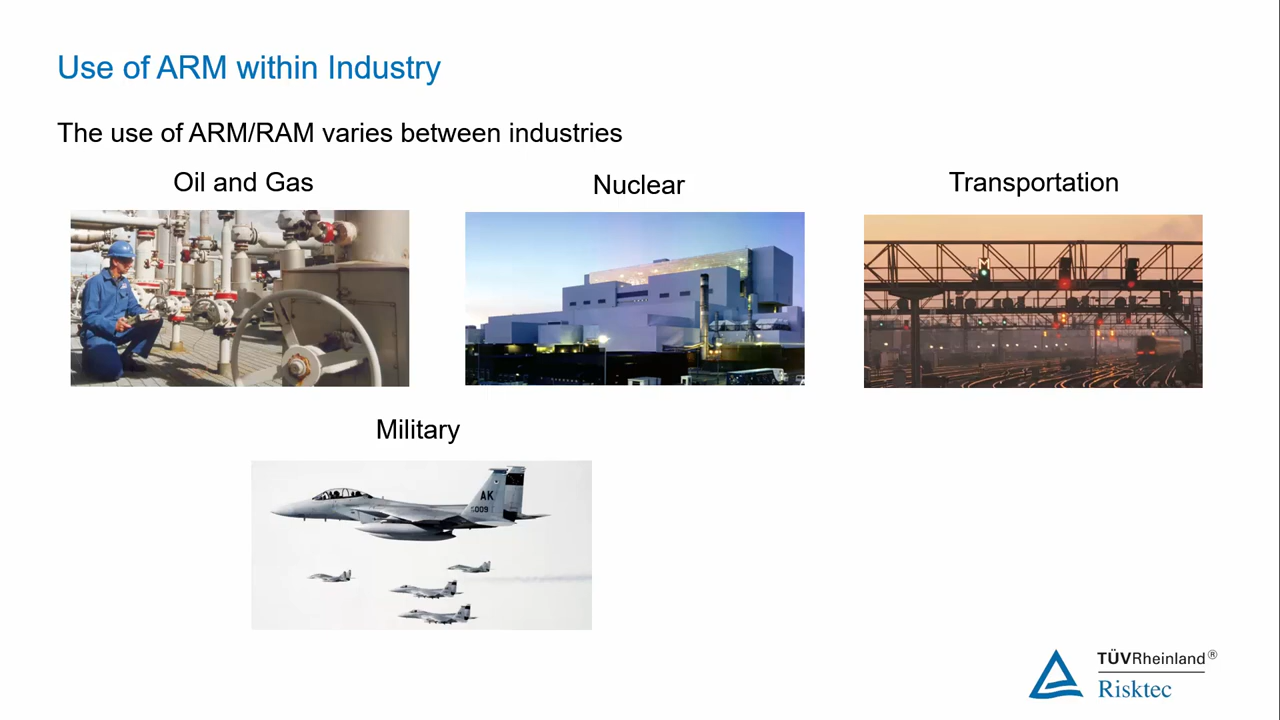 Use of ARM within Industry
The use of ARM/RAM varies between industries
Oil and Gas
Nuclear
Transportation
Military
AK
TÜVRheinland®
Risktec